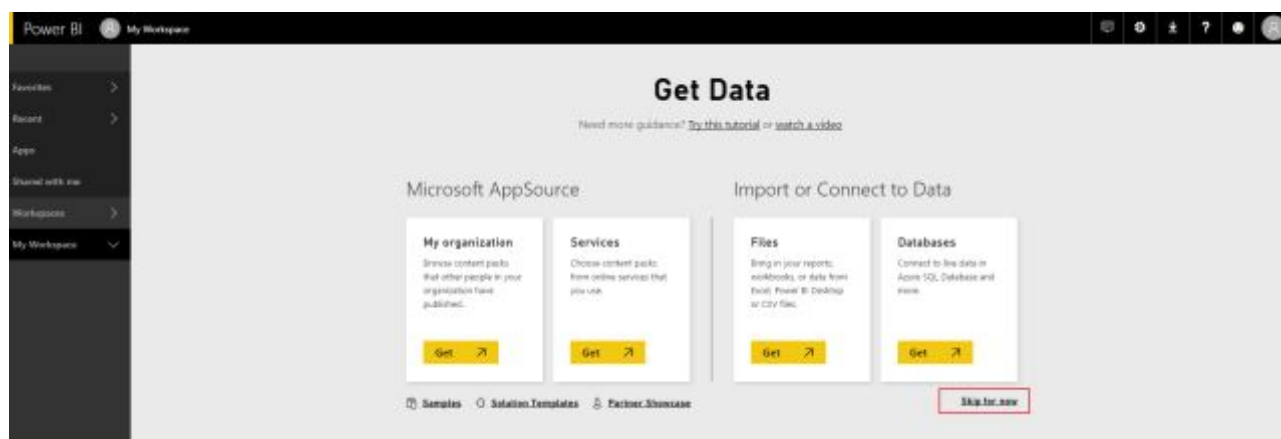 Power BI
My Workspace
?
Favorites
Recent
Apps
Shared with me
Workspaces
My Workspace
Get Data
Need more guidance? Try this tutorial or watch a video
Microsoft AppSource
Import or Connect to Data
My organization
Browse content packs
that other people in your
organization have
published.
Get
Services
Choose content packs
from online services that
you use.
Get
Files
Bring in your reports,
workbooks, or data from
Excel, Power BI Desktop
or CSV files.
Get
Databases
Connect to live data in
Azure SQL Database and
more.
Get
Samples
Solution Templates
Partner Showcase
Skip for now